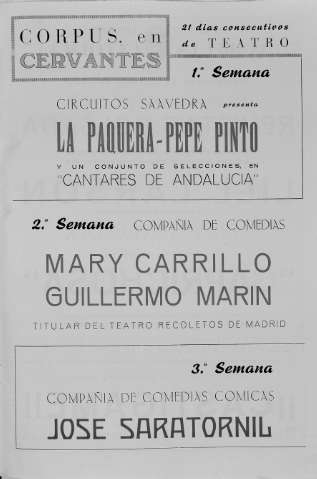 CORPUS, en
CERVANTES
21 días consecutivos
de TEATRO
1.ª Semana
CIRCUITOS SAAVEDRA presenta
LA PAQUERA-PEPE PINTO
Y UN CONJUNTO DE SELECCIONES, EN
"CANTARES DE ANDALUCIA"
2.ª Semana COMPAÑIA DE COMEDIAS
MARY CARRILLO
GUILLERMO MARIN
TITULAR DEL TEATRO RECOLETOS DE MADRID
3.ª Semana
COMPAÑIA DE COMEDIAS COMICAS
JOSE SARATORNIL